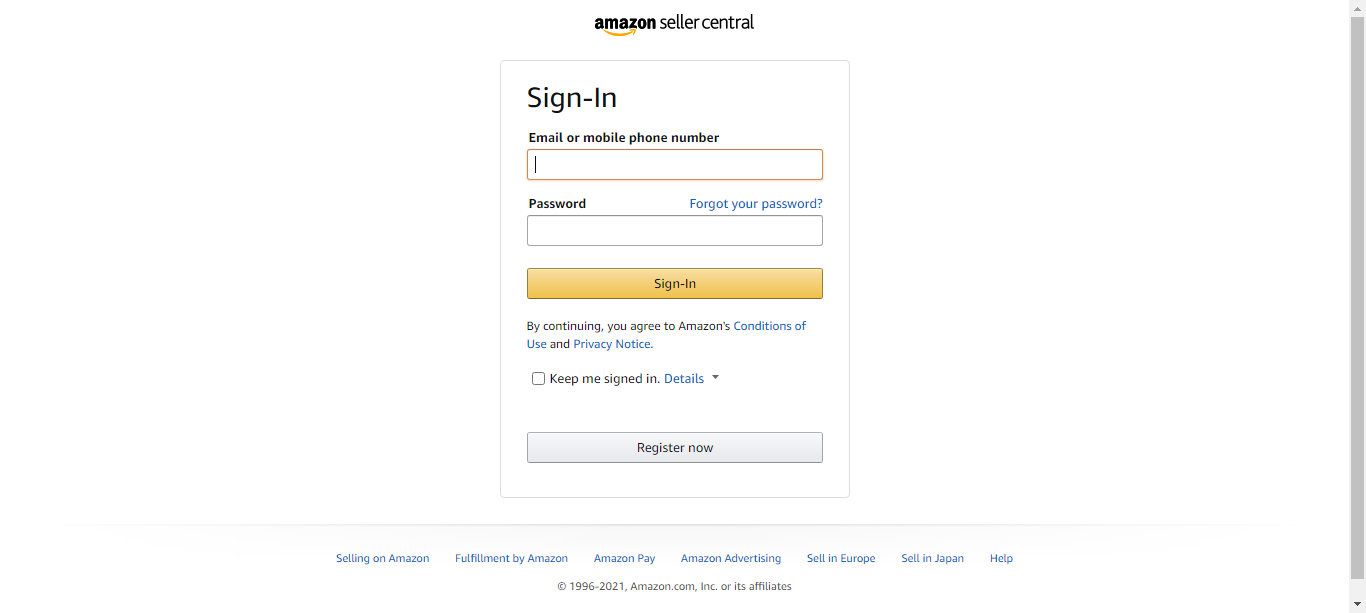 amazon seller central
Sign-In
Email or mobile phone number
Password Forgot your password?
Sign-In
By continuing, you agree to Amazon's Conditions of
Use and Privacy Notice.
Keep me signed in. Details
Register now
Selling on Amazon Fulfillment by Amazon Amazon Pay Amazon Advertising Sell in Europe Sell in Japan Help
© 1996-2021, Amazon.com, Inc. or its affiliates